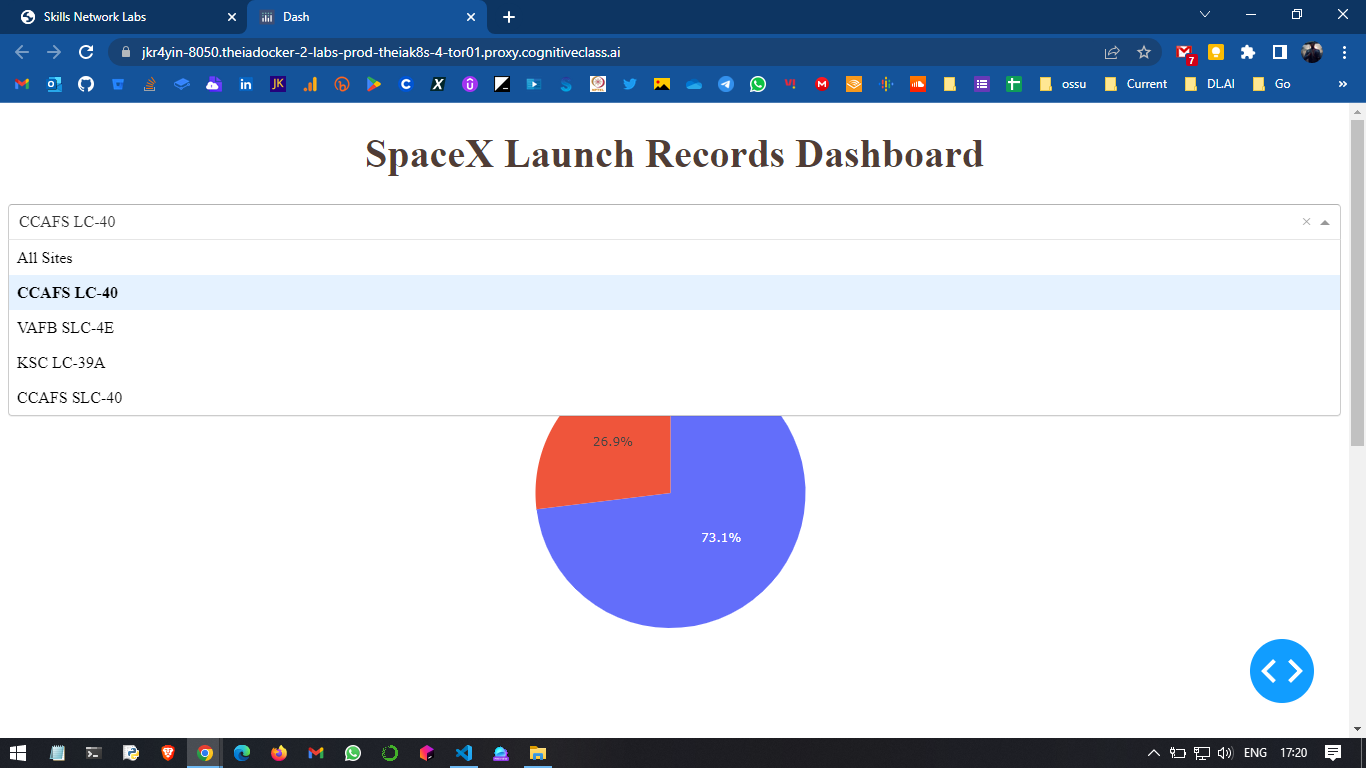 Skills Network Labs
Dash
jkr4yin-8050.theiadocker-2-labs-prod-theiak8s-4-tor01.proxy.cognitiveclass.ai
7
JK
ossu
Current
DL.AI
Go
SpaceX Launch Records Dashboard
CCAFS LC-40
All Sites
CCAFS LC-40
VAFB SLC-4E
KSC LC-39A
CCAFS SLC-40
26.9%
73.1%
ENG
17:20